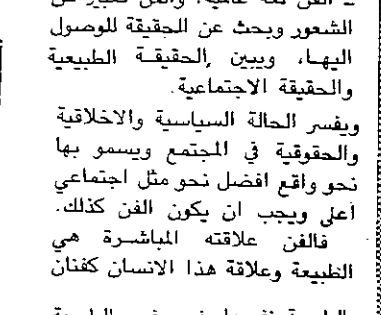 الشعور وبحث عن الحقيقة للوصول
اليها، ويبين الحقيقة الطبيعية
والحقيقة الاجتماعية.
ويفسر الحالة السياسية والاخلاقية
والحقوقية في المجتمع ويسمو بها
نحو واقع افضل نحو مثل اجتماعي
أعلى ويجب ان يكون الفن كذلك.
فالفن علاقته المباشرة هي
الطبيعة وعلاقة هذا الانسان كفنان